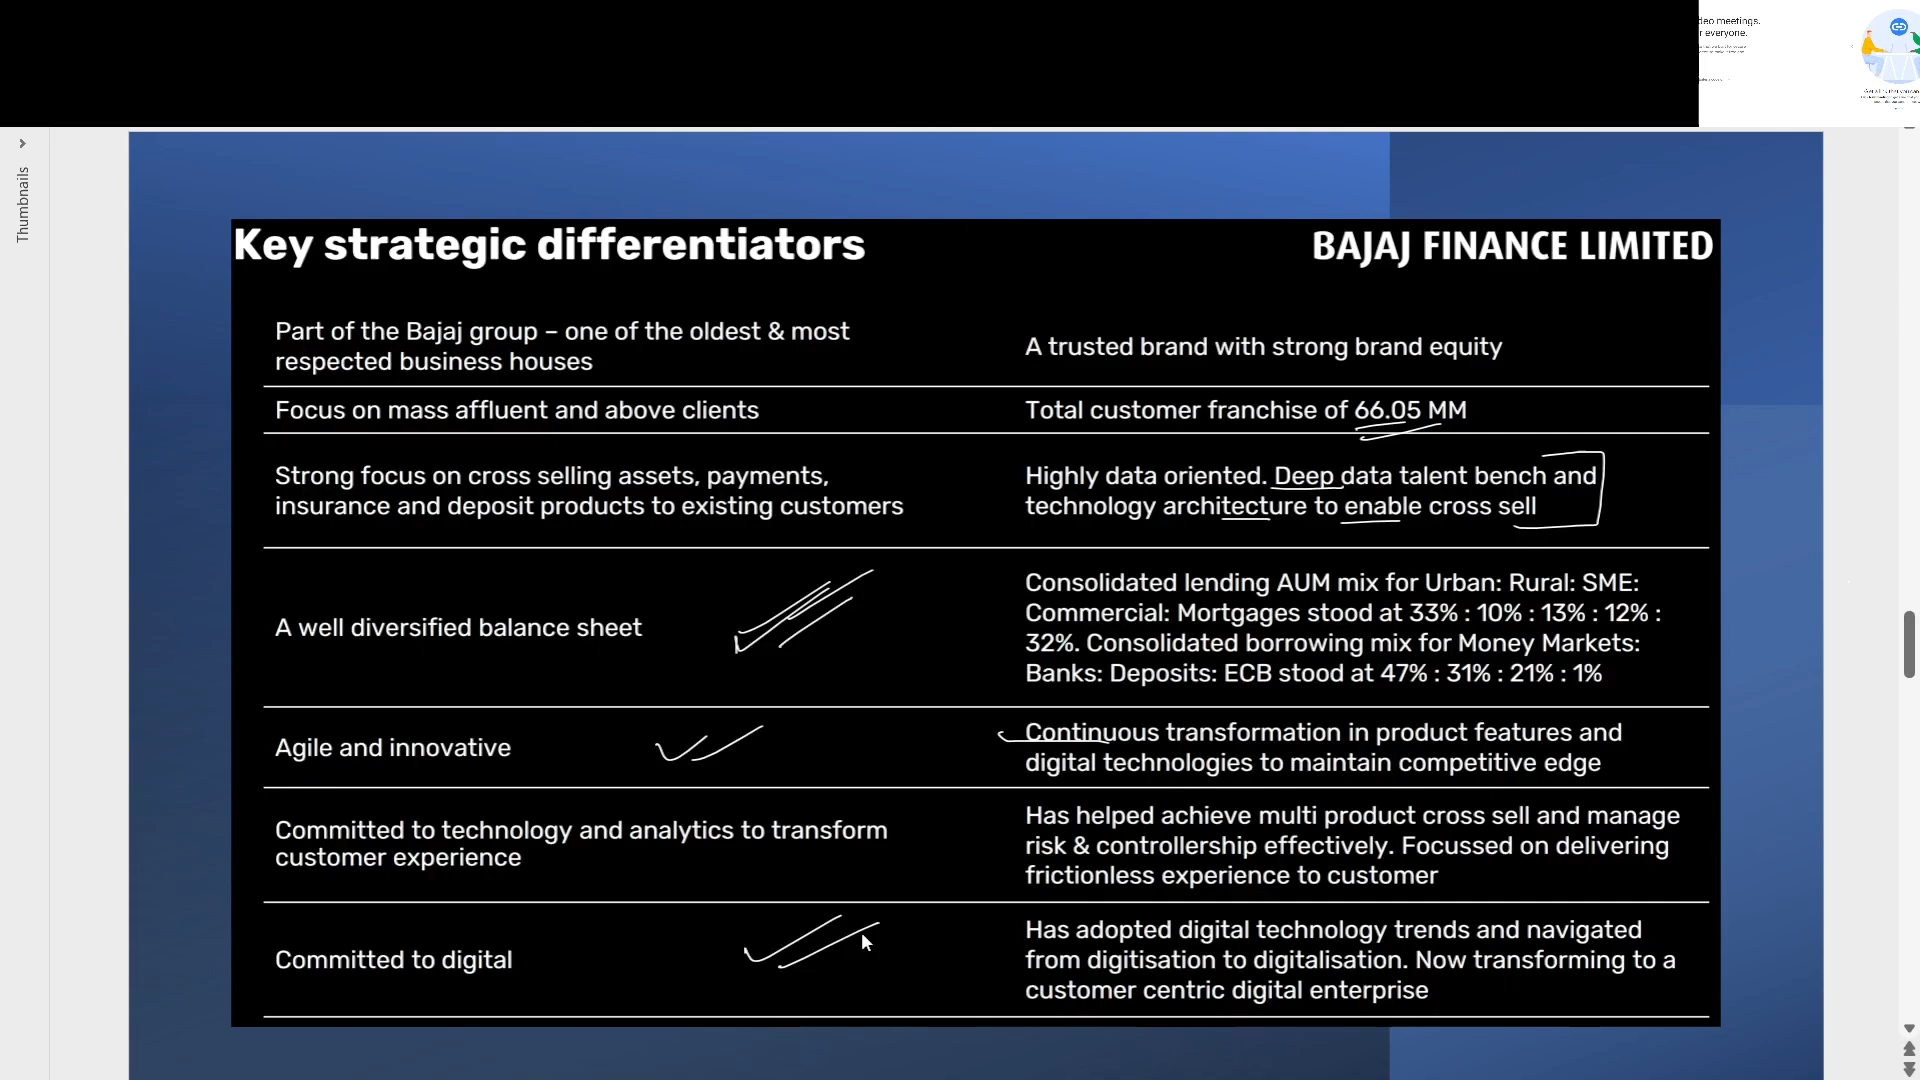 deo meetings.
r everyone.
Thumbnails
Key strategic differentiators
BAJAJ FINANCE LIMITED
Part of the Bajaj group – one of the oldest & most
respected business houses
A trusted brand with strong brand equity
Focus on mass affluent and above clients
Total customer franchise of 66.05 MM
Strong focus on cross selling assets, payments,
insurance and deposit products to existing customers
Highly data oriented. Deep data talent bench and
technology architecture to enable cross sell
A well diversified balance sheet
Consolidated lending AUM mix for Urban: Rural: SME:
Commercial: Mortgages stood at 33% : 10% : 13% : 12% :
32%. Consolidated borrowing mix for Money Markets:
Banks: Deposits: ECB stood at 47% : 31% : 21% : 1%
Agile and innovative
Continuous transformation in product features and
digital technologies to maintain competitive edge
Committed to technology and analytics to transform
customer experience
Has helped achieve multi product cross sell and manage
risk & controllership effectively. Focussed on delivering
frictionless experience to customer
Committed to digital
Has adopted digital technology trends and navigated
from digitisation to digitalisation. Now transforming to a
customer centric digital enterprise